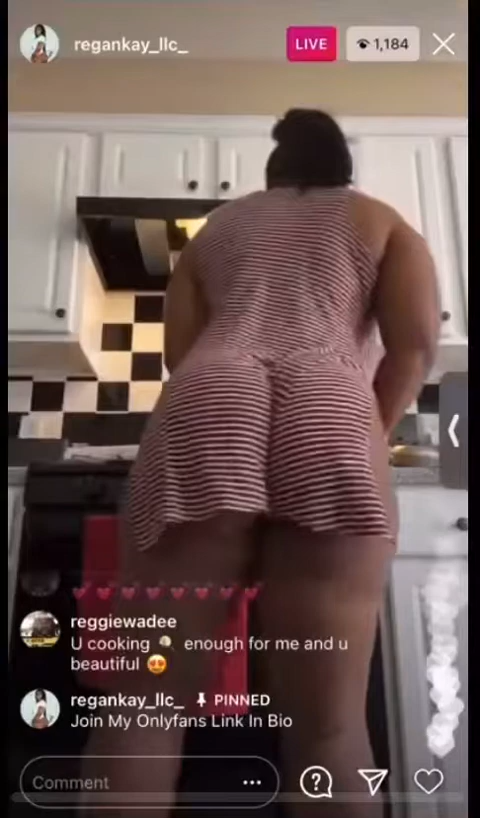 regankay_llc_
LIVE
1,184
reggiewadee
U cooking 🍳 enough for me and u
beautiful 😍
regankay_llc_ PINNED
Join My Onlyfans Link In Bio
Comment